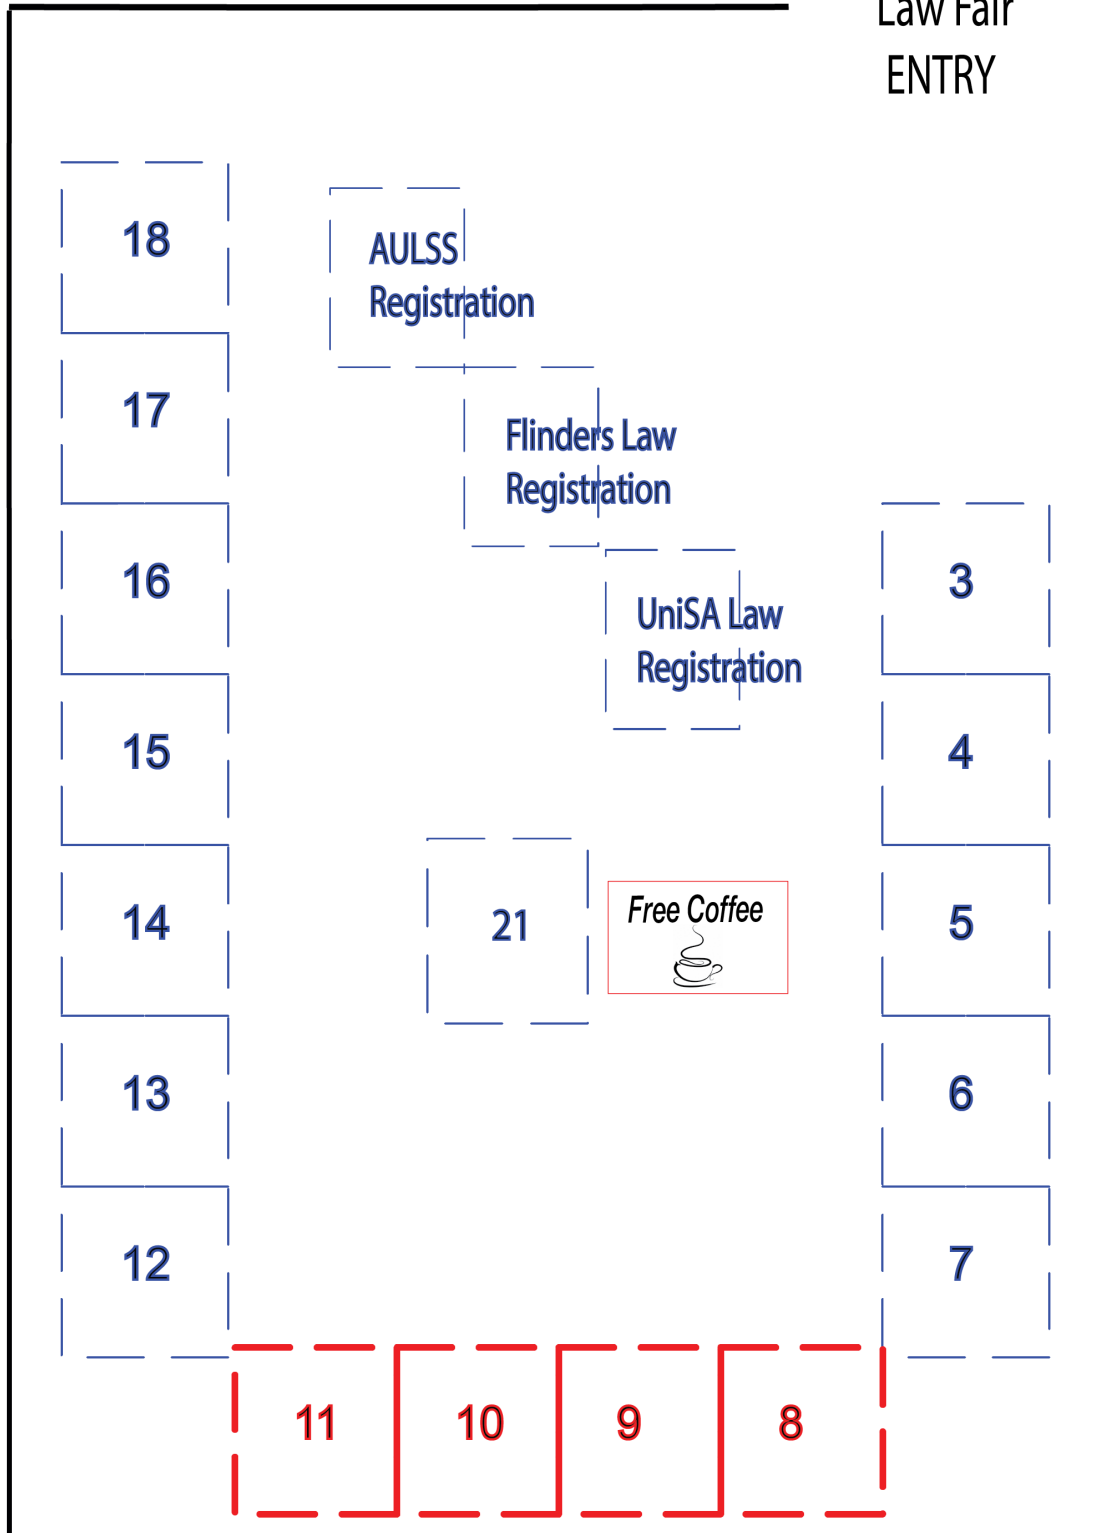 Law Fair
ENTRY
18
AULSS
Registration
17
Flinders Law
Registration
16
3
UniSA Law
Registration
15
4
14
21
Free Coffee
5
13
6
12
7
11
10
9
8